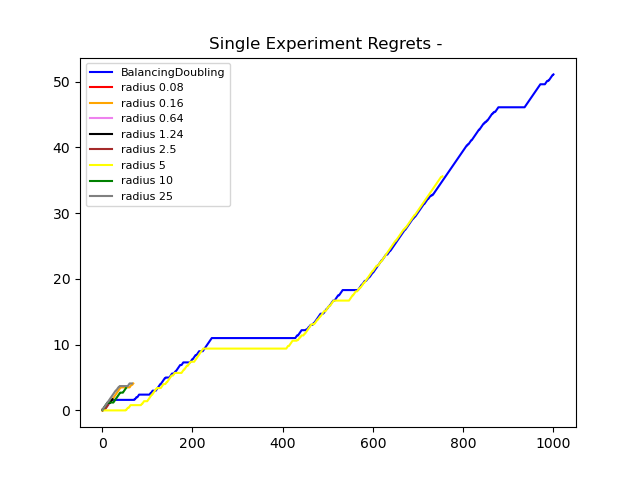 Single Experiment Regrets -
BalancingDoubling
radius 0.08
radius 0.16
radius 0.64
radius 1.24
radius 2.5
radius 5
radius 10
radius 25
50
40
30
20
10
0
0 200 400 600 800 1000